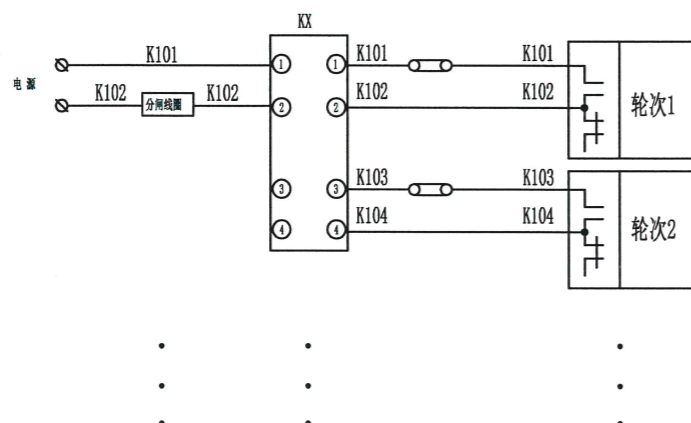 KX
K101
① ① K101 K101
电源
K102 分闸线圈 K102
② ② K102 K102
轮次1
③ ③ K103 K103
④ ④ K104 K104
轮次2